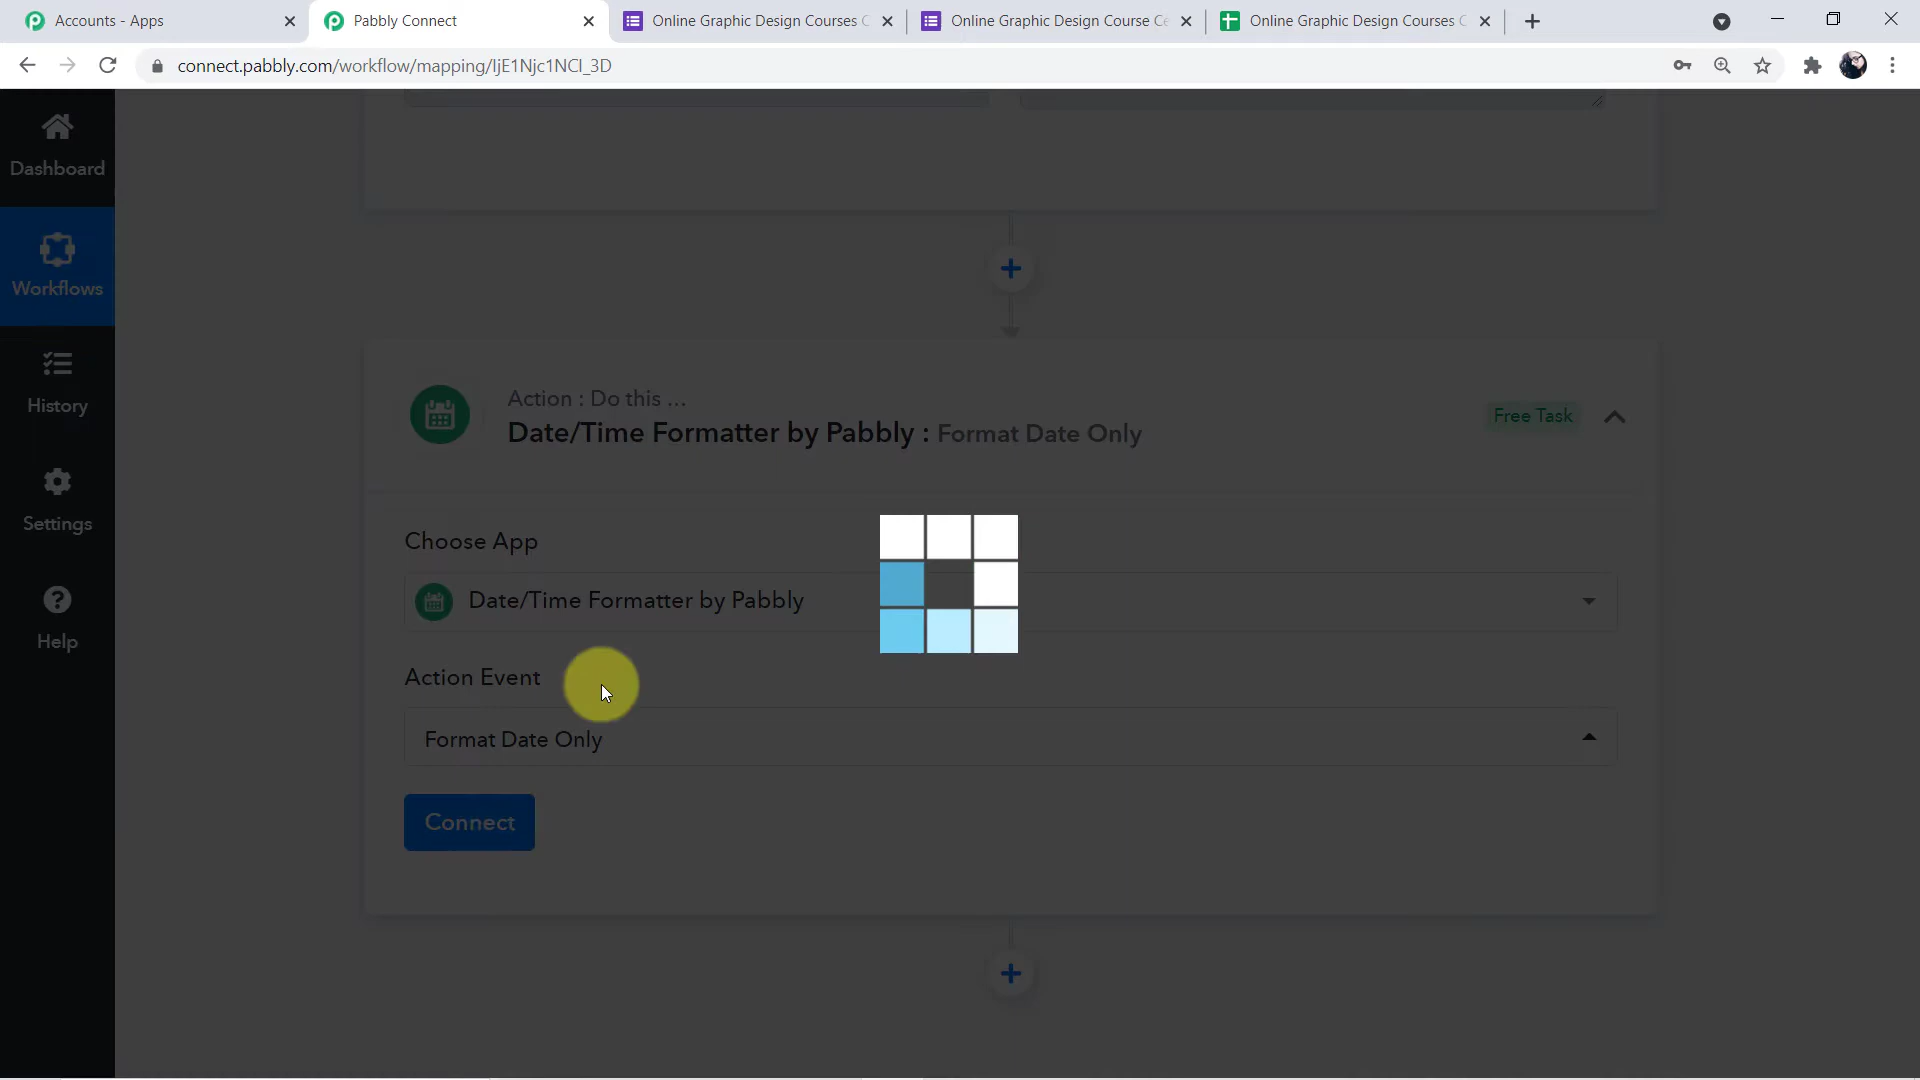 Accounts - Apps
Pabbly Connect
Online Graphic Design Courses C
Online Graphic Design Course Ce
Online Graphic Design Courses C
connect.pabbly.com/workflow/mapping/IjE1Njc1NCI_3D
Dashboard
Workflows
History
Settings
Help
Action : Do this ...
Date/Time Formatter by Pabbly : Format Date Only
Free Task
Choose App
Date/Time Formatter by Pabbly
Action Event
Format Date Only
Connect